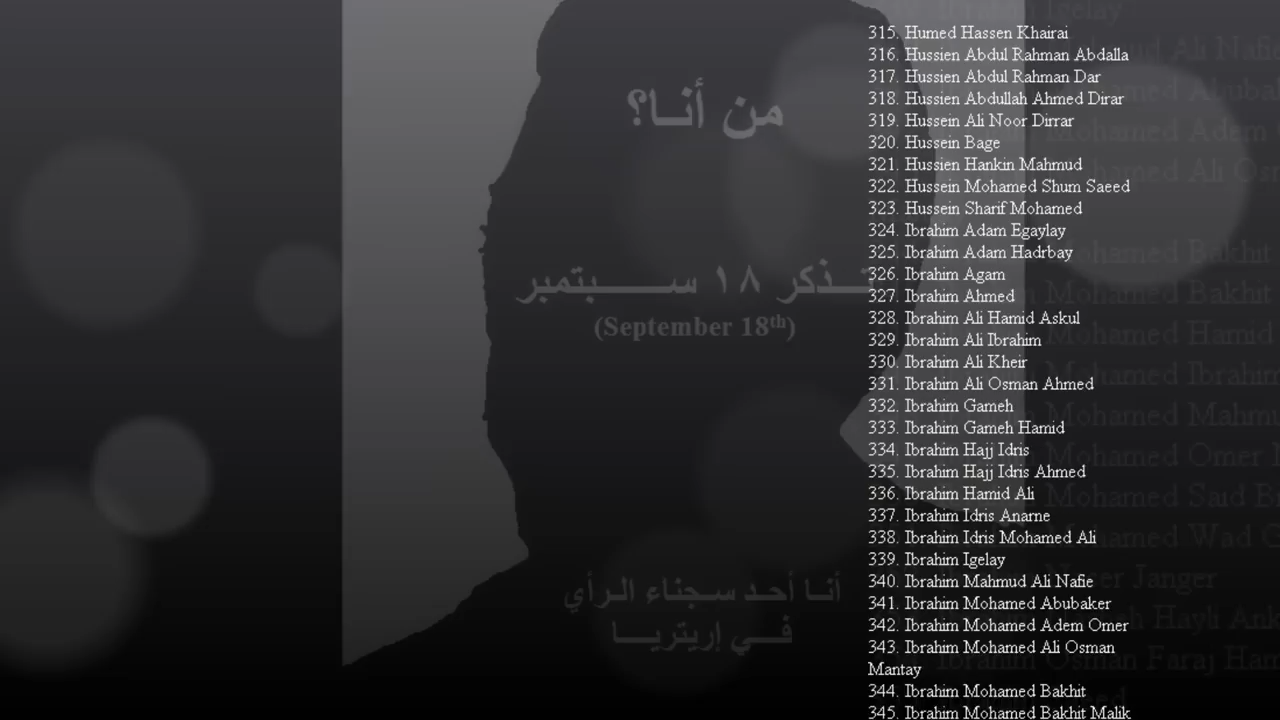 من أنا؟
تذكر ١٨ سبتمبر
(September 18th)
أنا أحد سجناء الرأي
في إريتريا
315. Humed Hassen Khairai
316. Hussien Abdul Rahman Abdalla
317. Hussien Abdul Rahman Dar
318. Hussien Abdullah Ahmed Dirar
319. Hussein Ali Noor Dirrar
320. Hussein Bage
321. Hussien Hankin Mahmud
322. Hussein Mohamed Shum Saeed
323. Hussein Sharif Mohamed
324. Ibrahim Adam Egaylay
325. Ibrahim Adam Hadrbay
326. Ibrahim Agam
327. Ibrahim Ahmed
328. Ibrahim Ali Hamid Askul
329. Ibrahim Ali Ibrahim
330. Ibrahim Ali Kheir
331. Ibrahim Ali Osman Ahmed
332. Ibrahim Gameh
333. Ibrahim Gameh Hamid
334. Ibrahim Hajj Idris
335. Ibrahim Hajj Idris Ahmed
336. Ibrahim Hamid Ali
337. Ibrahim Idris Anarne
338. Ibrahim Idris Mohamed Ali
339. Ibrahim Igelay
340. Ibrahim Mahmud Ali Nafie
341. Ibrahim Mohamed Abubaker
342. Ibrahim Mohamed Adem Omer
343. Ibrahim Mohamed Ali Osman
Mantay
344. Ibrahim Mohamed Bakhit
345. Ibrahim Mohamed Bakhit Malik